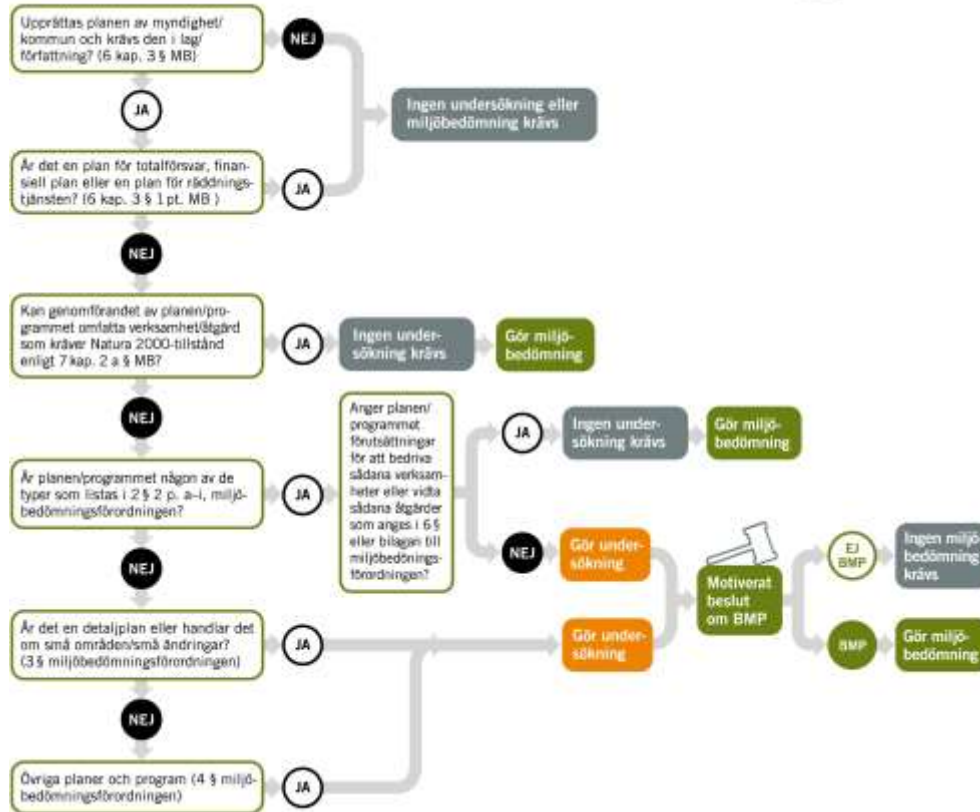 Upprättas planen av myndighet/
kommun och krävs den i lag/
författning? (6 kap. 3 § MB)
NEJ
JA
Ingen undersökning eller
miljöbedömning krävs
Är det en plan för totalförsvar, finan-
siell plan eller en plan för räddnings-
tjänsten? (6 kap. 3 § 1 pt. MB )
JA
NEJ
Kan genomförandet av planen/pro-
grammet omfatta verksamhet/åtgärd
som kräver Natura 2000-tillstånd
enligt 7 kap. 2 a § MB?
JA
Ingen under-
sökning krävs
Gör miljö-
bedömning
NEJ
Är planen/programmet någon av de
typer som listas i 2 § 2 p. a–i, miljö-
bedömningsförordningen?
JA
Anger planen/
programmet
förutsättningar
för att bedriva
sådana verksam-
heter eller vidta
sådana åtgärder
som anges i 6 §
eller bilagan till
miljöbedönings-
förordningen?
JA
Ingen under-
sökning krävs
Gör miljö-
bedömning
NEJ
Gör under-
sökning
Motiverat
beslut
om BMP
EJ
BMP
Ingen miljö-
bedömning
krävs
BMP
Gör miljö-
bedömning
NEJ
Är det en detaljplan eller handlar det
om små områden/små ändringar?
(3 § miljöbedömningsförordningen)
JA
Gör under-
sökning
NEJ
Övriga planer och program (4 § miljö-
bedömningsförordningen)
JA